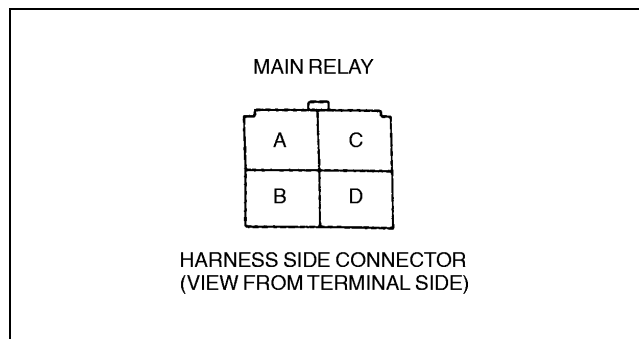 MAIN RELAY
A C
B D
HARNESS SIDE CONNECTOR
(VIEW FROM TERMINAL SIDE)